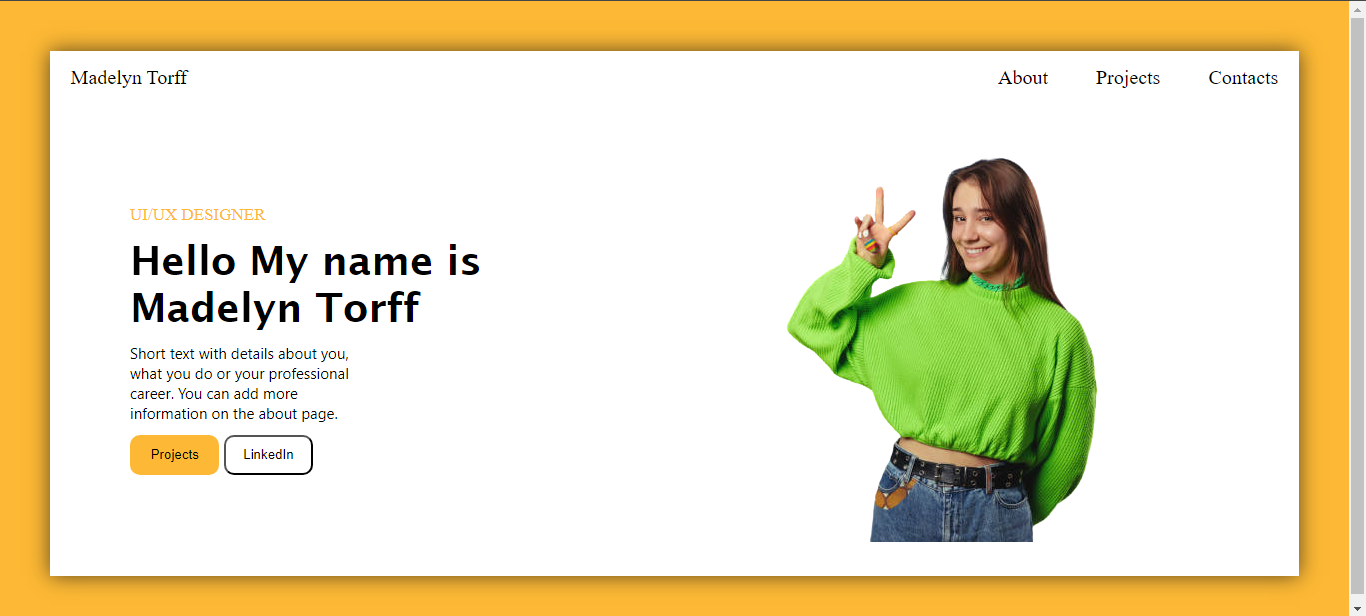 Madelyn Torff
About Projects Contacts
UI/UX DESIGNER
Hello My name is
Madelyn Torff
Short text with details about you,
what you do or your professional
career. You can add more
information on the about page.
Projects LinkedIn